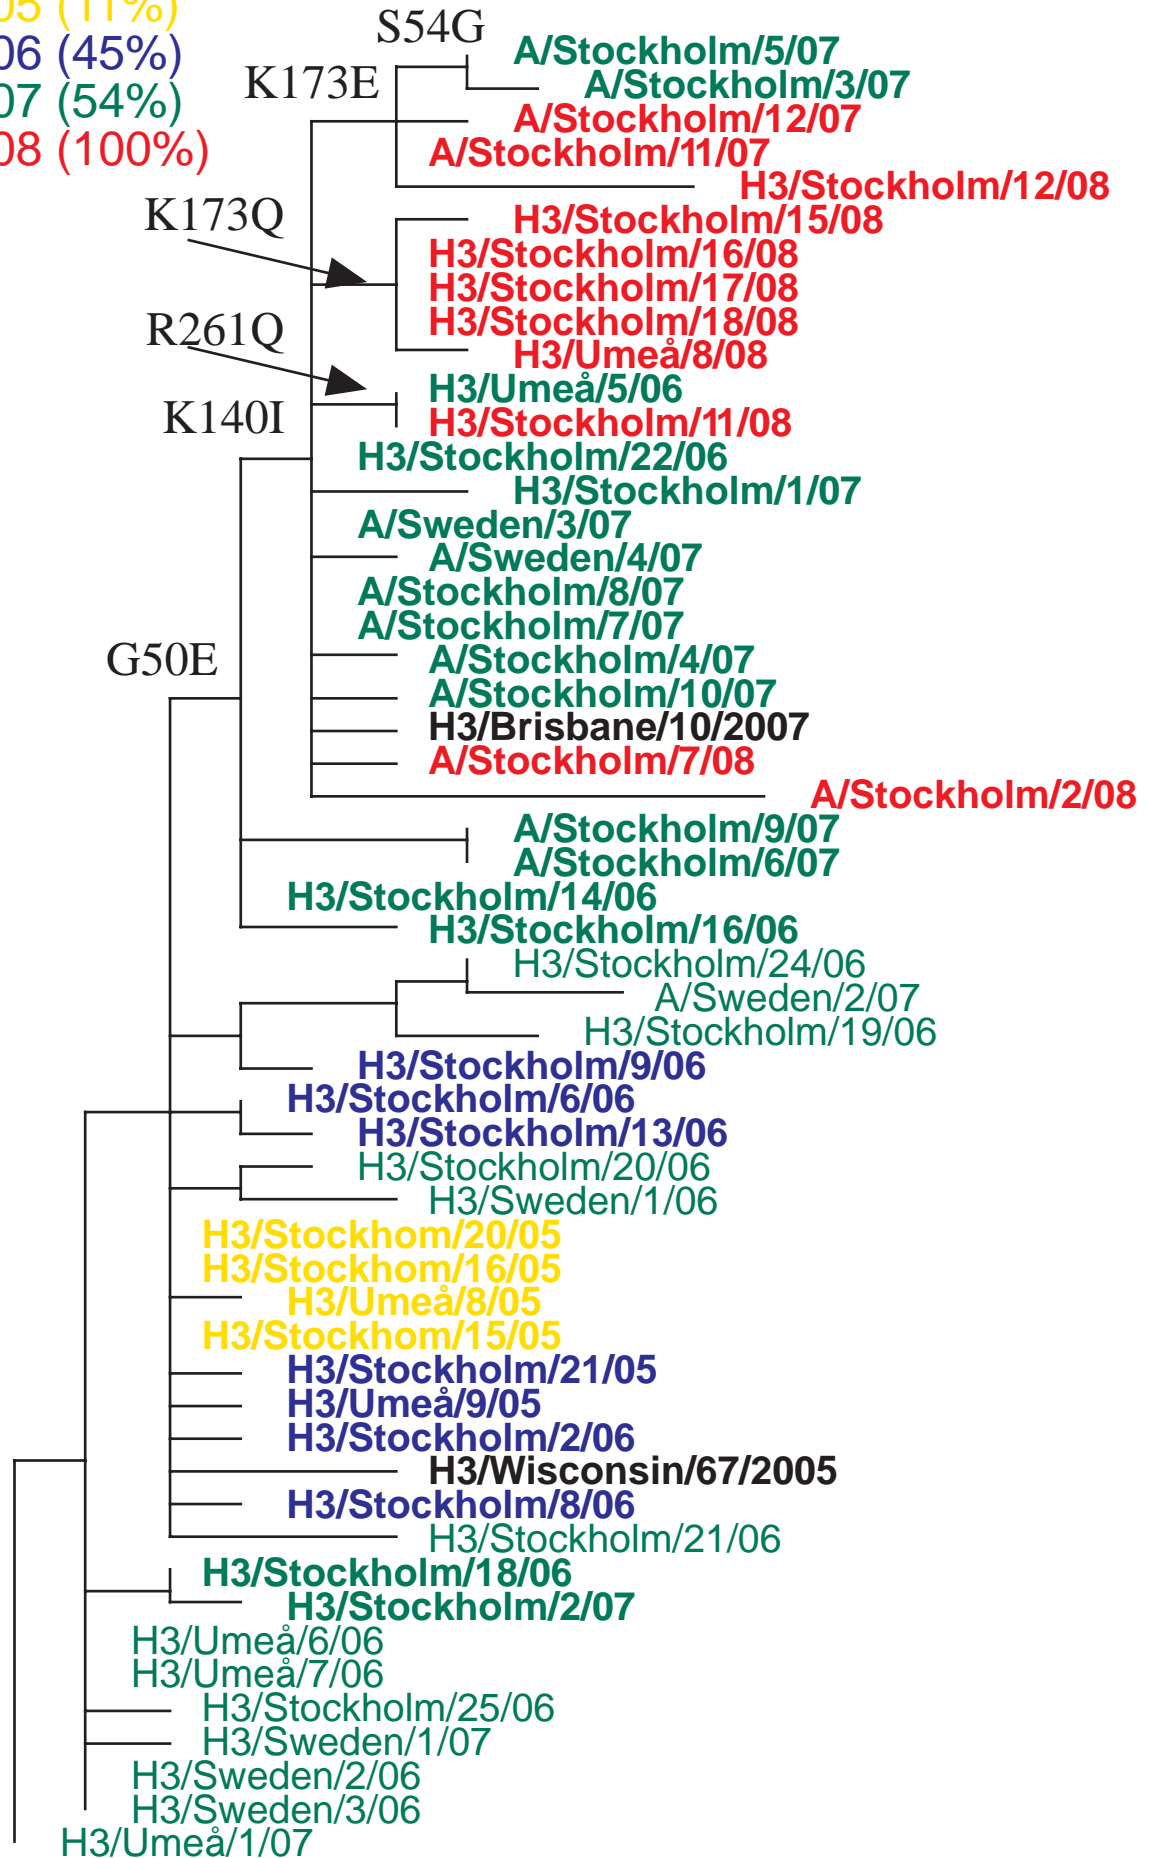 05 (11%)
06 (45%)
07 (54%)
08 (100%)
S54G
K173E
A/Stockholm/5/07
A/Stockholm/3/07
A/Stockholm/12/07
A/Stockholm/11/07
H3/Stockholm/12/08
K173Q
H3/Stockholm/15/08
H3/Stockholm/16/08
H3/Stockholm/17/08
H3/Stockholm/18/08
R261Q
H3/Umeå/8/08
H3/Umeå/5/06
K140I
H3/Stockholm/11/08
H3/Stockholm/22/06
H3/Stockholm/1/07
A/Sweden/3/07
A/Sweden/4/07
A/Stockholm/8/07
A/Stockholm/7/07
G50E
A/Stockholm/4/07
A/Stockholm/10/07
H3/Brisbane/10/2007
A/Stockholm/7/08
A/Stockholm/2/08
A/Stockholm/9/07
A/Stockholm/6/07
H3/Stockholm/14/06
H3/Stockholm/16/06
H3/Stockholm/24/06
A/Sweden/2/07
H3/Stockholm/19/06
H3/Stockholm/9/06
H3/Stockholm/6/06
H3/Stockholm/13/06
H3/Stockholm/20/06
H3/Sweden/1/06
H3/Stockhom/20/05
H3/Stockhom/16/05
H3/Umeå/8/05
H3/Stockhom/15/05
H3/Stockholm/21/05
H3/Umeå/9/05
H3/Stockholm/2/06
H3/Wisconsin/67/2005
H3/Stockholm/8/06
H3/Stockholm/21/06
H3/Stockholm/18/06
H3/Stockholm/2/07
H3/Umeå/6/06
H3/Umeå/7/06
H3/Stockholm/25/06
H3/Sweden/1/07
H3/Sweden/2/06
H3/Sweden/3/06
H3/Umeå/1/07